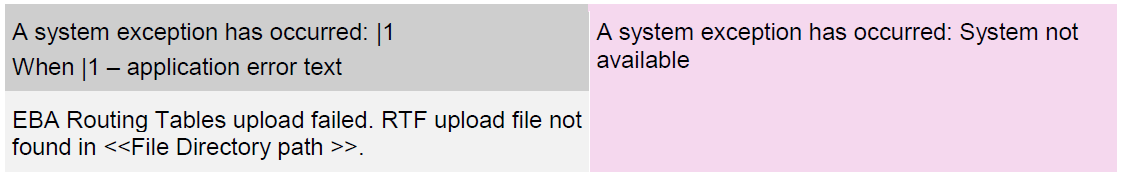 A system exception has occurred: |1
When |1 – application error text
EBA Routing Tables upload failed. RTF upload file not
found in <<File Directory path >>.
A system exception has occurred: System not
available